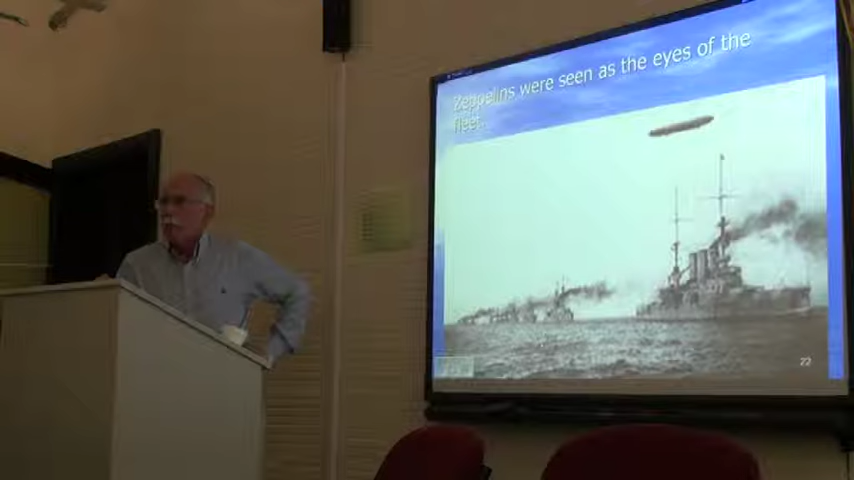 Zeppelins were seen as the eyes of the
fleet.
22